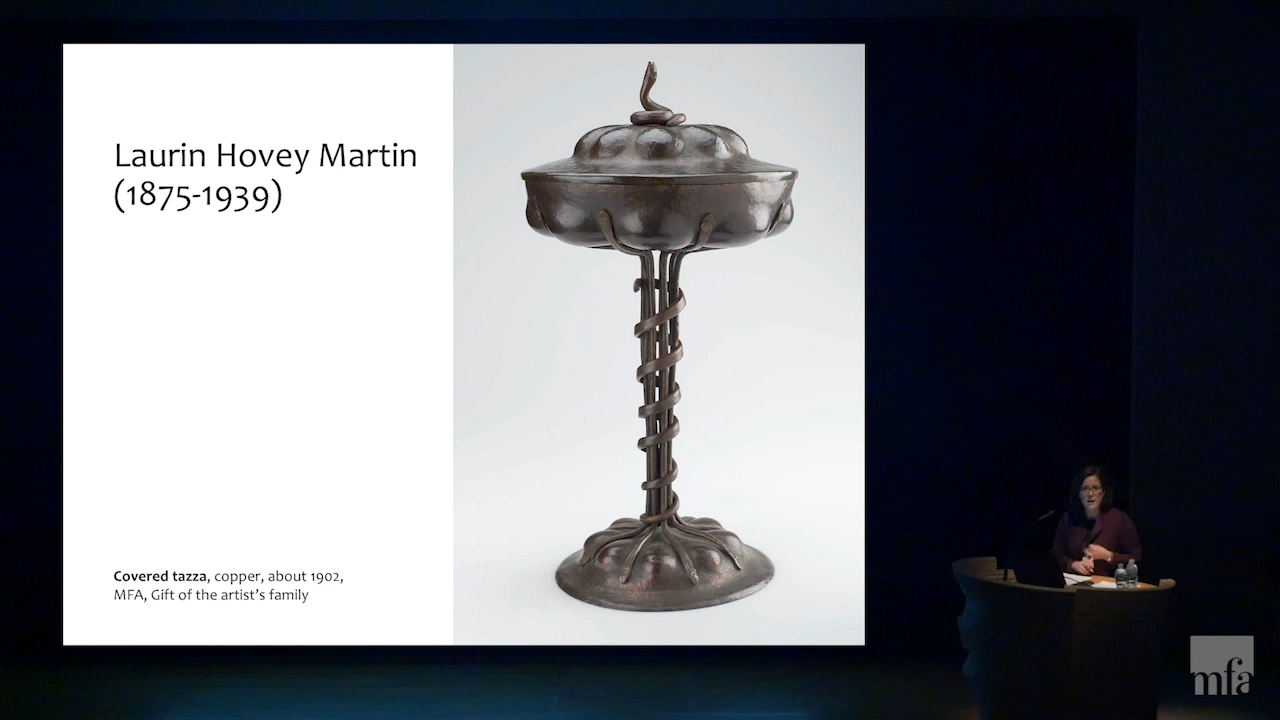 Laurin Hovey Martin
(1875-1939)
Covered tazza, copper, about 1902,
MFA, Gift of the artist’s family
mfa